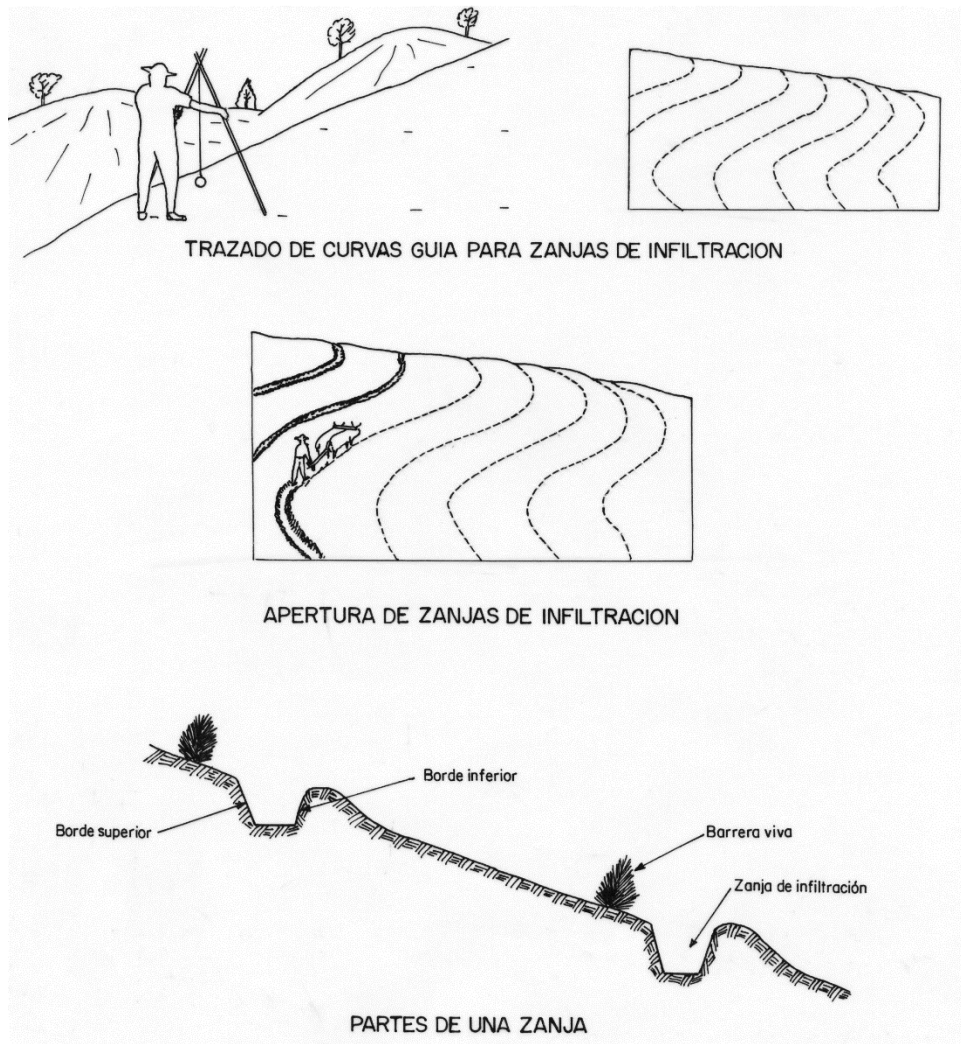 TRAZADO DE CURVAS GUIA PARA ZANJAS DE INFILTRACION
APERTURA DE ZANJAS DE INFILTRACION
Borde inferior
Borde superior
Barrera viva
Zanja de infiltración
PARTES DE UNA ZANJA